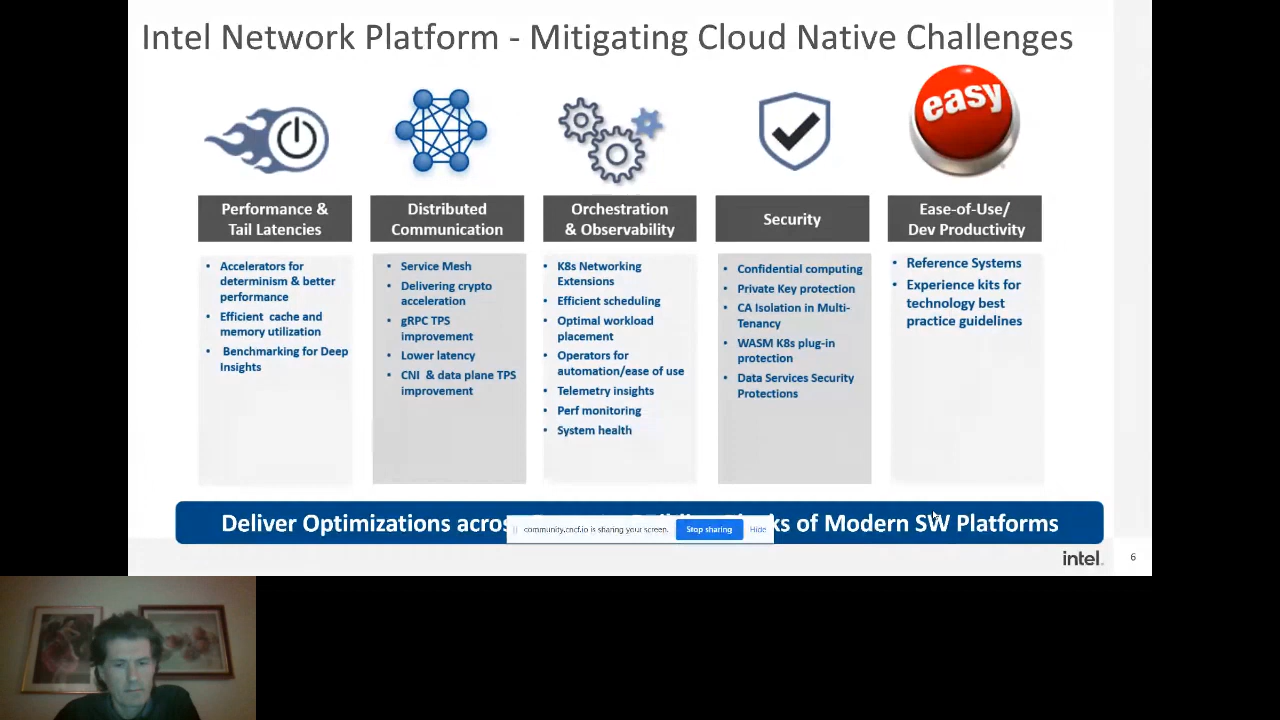 Intel Network Platform - Mitigating Cloud Native Challenges
easy
Performance &
Tail Latencies
• Accelerators for
determinism & better
performance
• Efficient cache and
memory utilization
• Benchmarking for Deep
Insights
Distributed
Communication
• Service Mesh
• Delivering crypto
acceleration
• gRPC TPS
improvement
• Lower latency
• CNI & data plane TPS
improvement
Orchestration
& Observability
• K8s Networking
Extensions
• Efficient scheduling
• Optimal workload
placement
• Operators for
automation/ease of use
• Telemetry insights
• Perf monitoring
• System health
Security
• Confidential computing
• Private Key protection
• CA Isolation in Multi-
Tenancy
• WASM K8s plug-in
protection
• Data Services Security
Protections
Ease-of-Use/
Dev Productivity
• Reference Systems
• Experience kits for
technology best
practice guidelines
Deliver Optimizations of Modern SW Platforms
community.cncf.io is sharing your screen.
Stop sharing
Hide
intel.
6